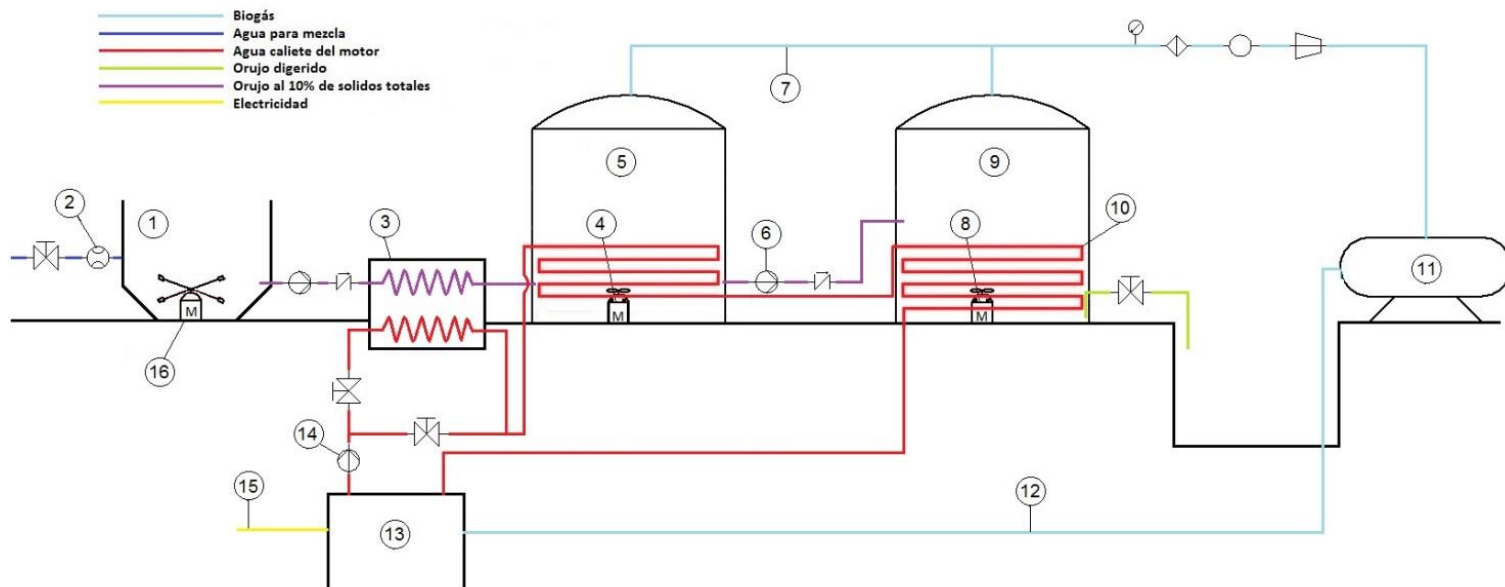 Biogás
Agua para mezcla
Agua caliete del motor
Orujo digerido
Orujo al 10% de solidos totales
Electricidad
7
5
9
2
1
3
4
6
8
10
11
M
M
M
16
14
15
13
12